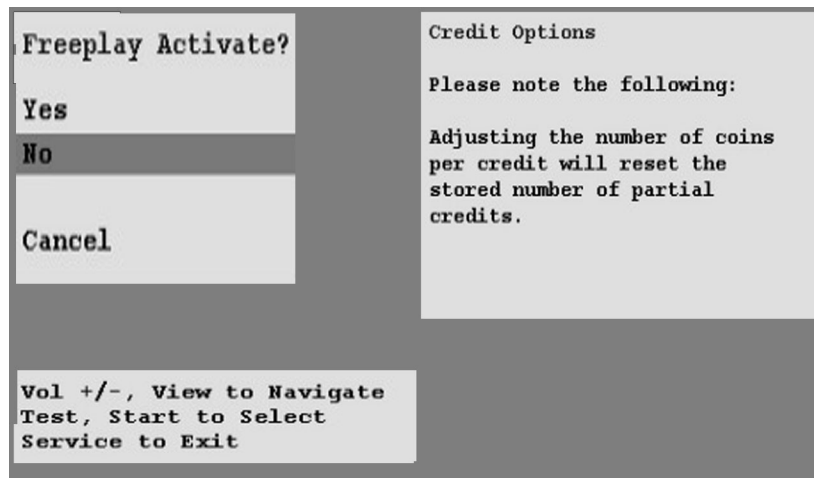 Freeplay Activate?
Yes
No
Cancel
Credit Options
Please note the following:
Adjusting the number of coins
per credit will reset the
stored number of partial
credits.
Vol +/-, View to Navigate
Test, Start to Select
Service to Exit